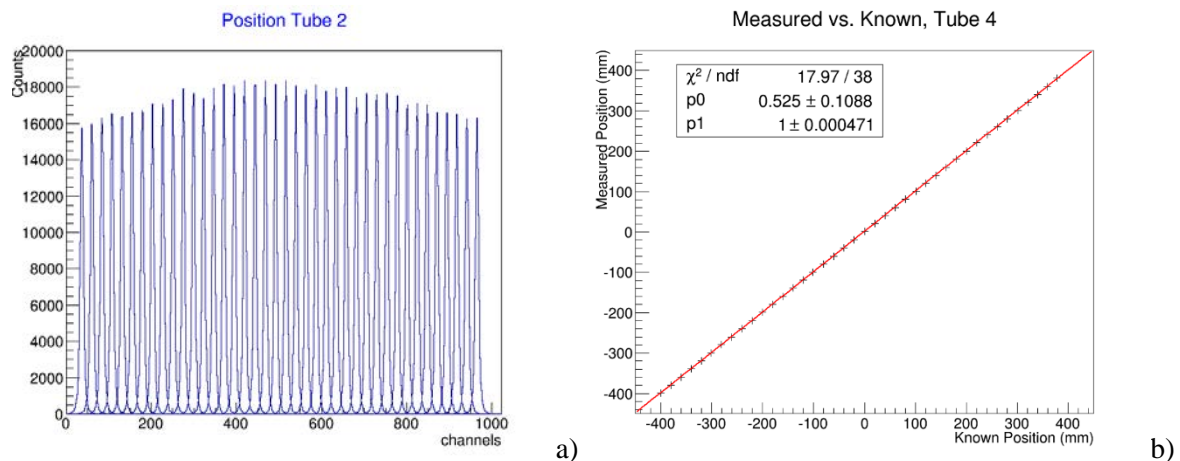 Position Tube 2
Counts
20000
18000
16000
14000
12000
10000
8000
6000
4000
2000
0
0 200 400 600 800 1000
channels
a)
Measured vs. Known, Tube 4
Measured Position (mm)
χ² / ndf 17.97 / 38
p0 0.525 ± 0.1088
p1 1 ± 0.000471
400
300
200
100
0
-100
-200
-300
-400
-400 -300 -200 -100 0 100 200 300 400
Known Position (mm)
b)